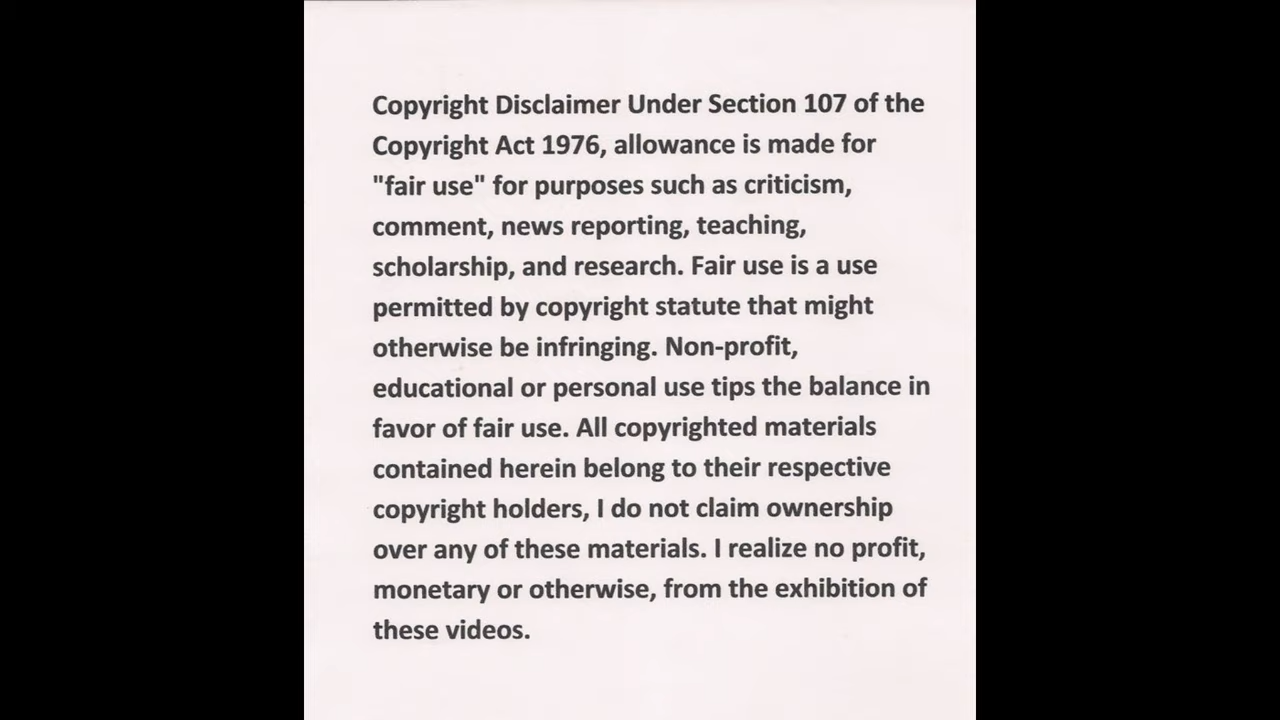 Copyright Disclaimer Under Section 107 of the
Copyright Act 1976, allowance is made for
"fair use" for purposes such as criticism,
comment, news reporting, teaching,
scholarship, and research. Fair use is a use
permitted by copyright statute that might
otherwise be infringing. Non-profit,
educational or personal use tips the balance in
favor of fair use. All copyrighted materials
contained herein belong to their respective
copyright holders, I do not claim ownership
over any of these materials. I realize no profit,
monetary or otherwise, from the exhibition of
these videos.